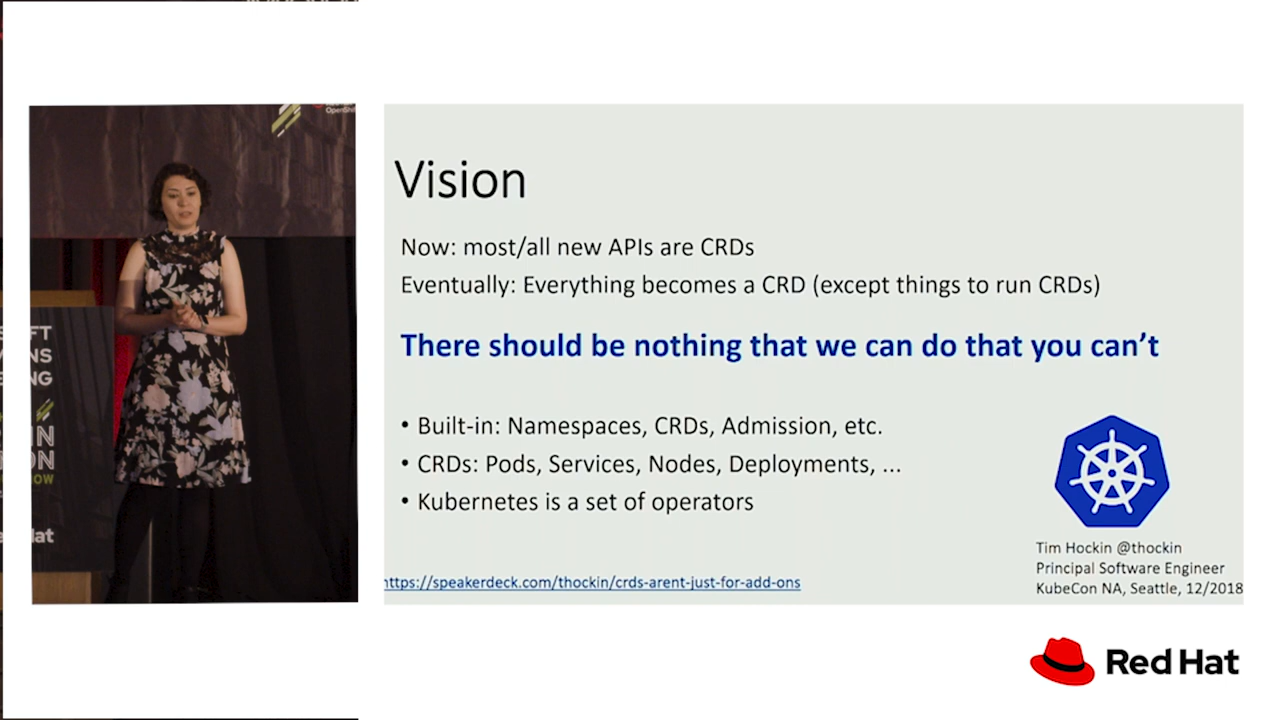 OpenShift
Vision
Now: most/all new APIs are CRDs
Eventually: Everything becomes a CRD (except things to run CRDs)
There should be nothing that we can do that you can’t
• Built-in: Namespaces, CRDs, Admission, etc.
• CRDs: Pods, Services, Nodes, Deployments, ...
• Kubernetes is a set of operators
https://speakerdeck.com/thockin/crds-arent-just-for-add-ons
Tim Hockin @thockin
Principal Software Engineer
KubeCon NA, Seattle, 12/2018
Red Hat